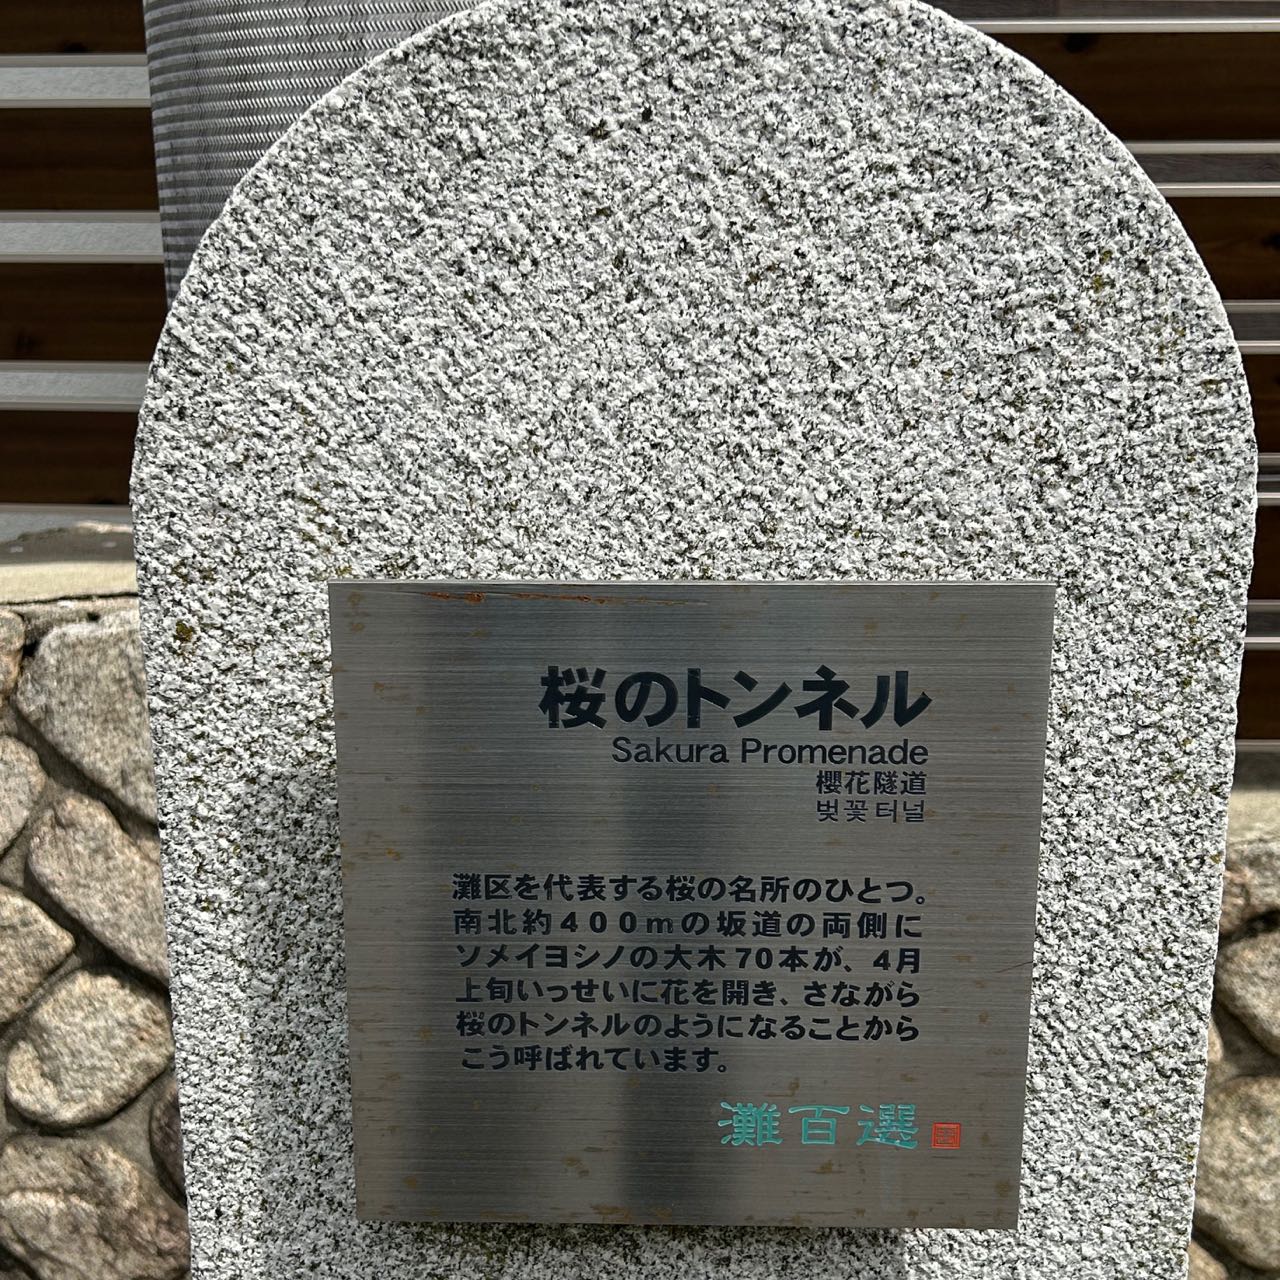 桜のトンネル
Sakura Promenade
櫻花隧道
벚꽃터널
灘区を代表する桜の名所のひとつ。
南北約400mの坂道の両側に
ソメイヨシノの大木70本が、4月
上旬いっせいに花を開き、さながら
桜のトンネルのようになることから
こう呼ばれています。
灘百選